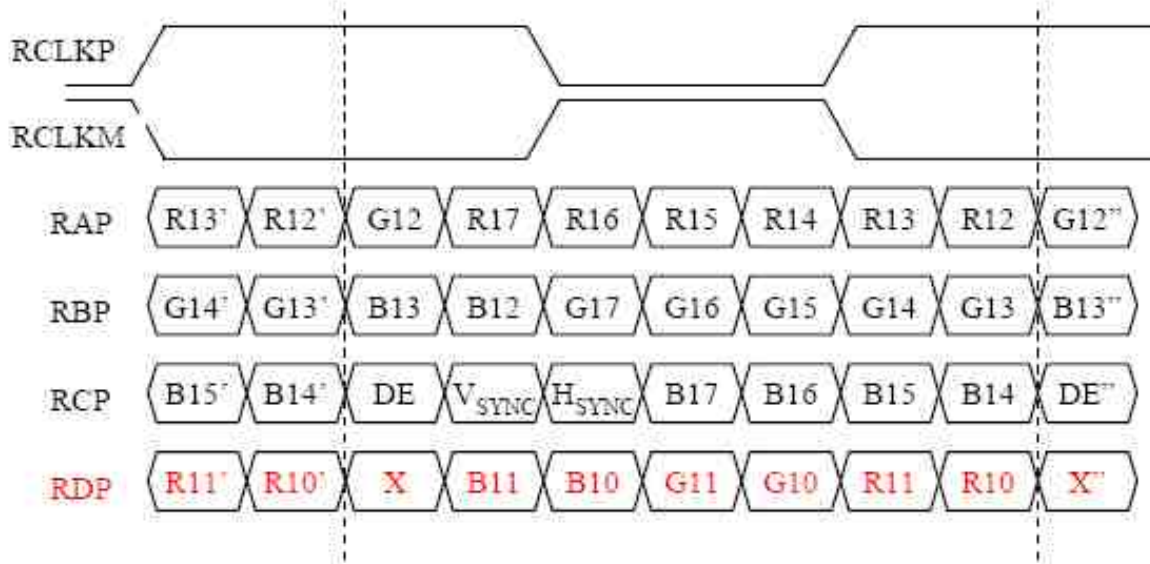 RCLKP
RCLKM
RAP R13’ R12’ G12 R17 R16 R15 R14 R13 R12 G12”
RBP G14’ G13’ B13 B12 G17 G16 G15 G14 G13 B13”
RCP B15’ B14’ DE VSYNC HSYNC B17 B16 B15 B14 DE”
RDP R11’ R10’ X B11 B10 G11 G10 R11 R10 X”